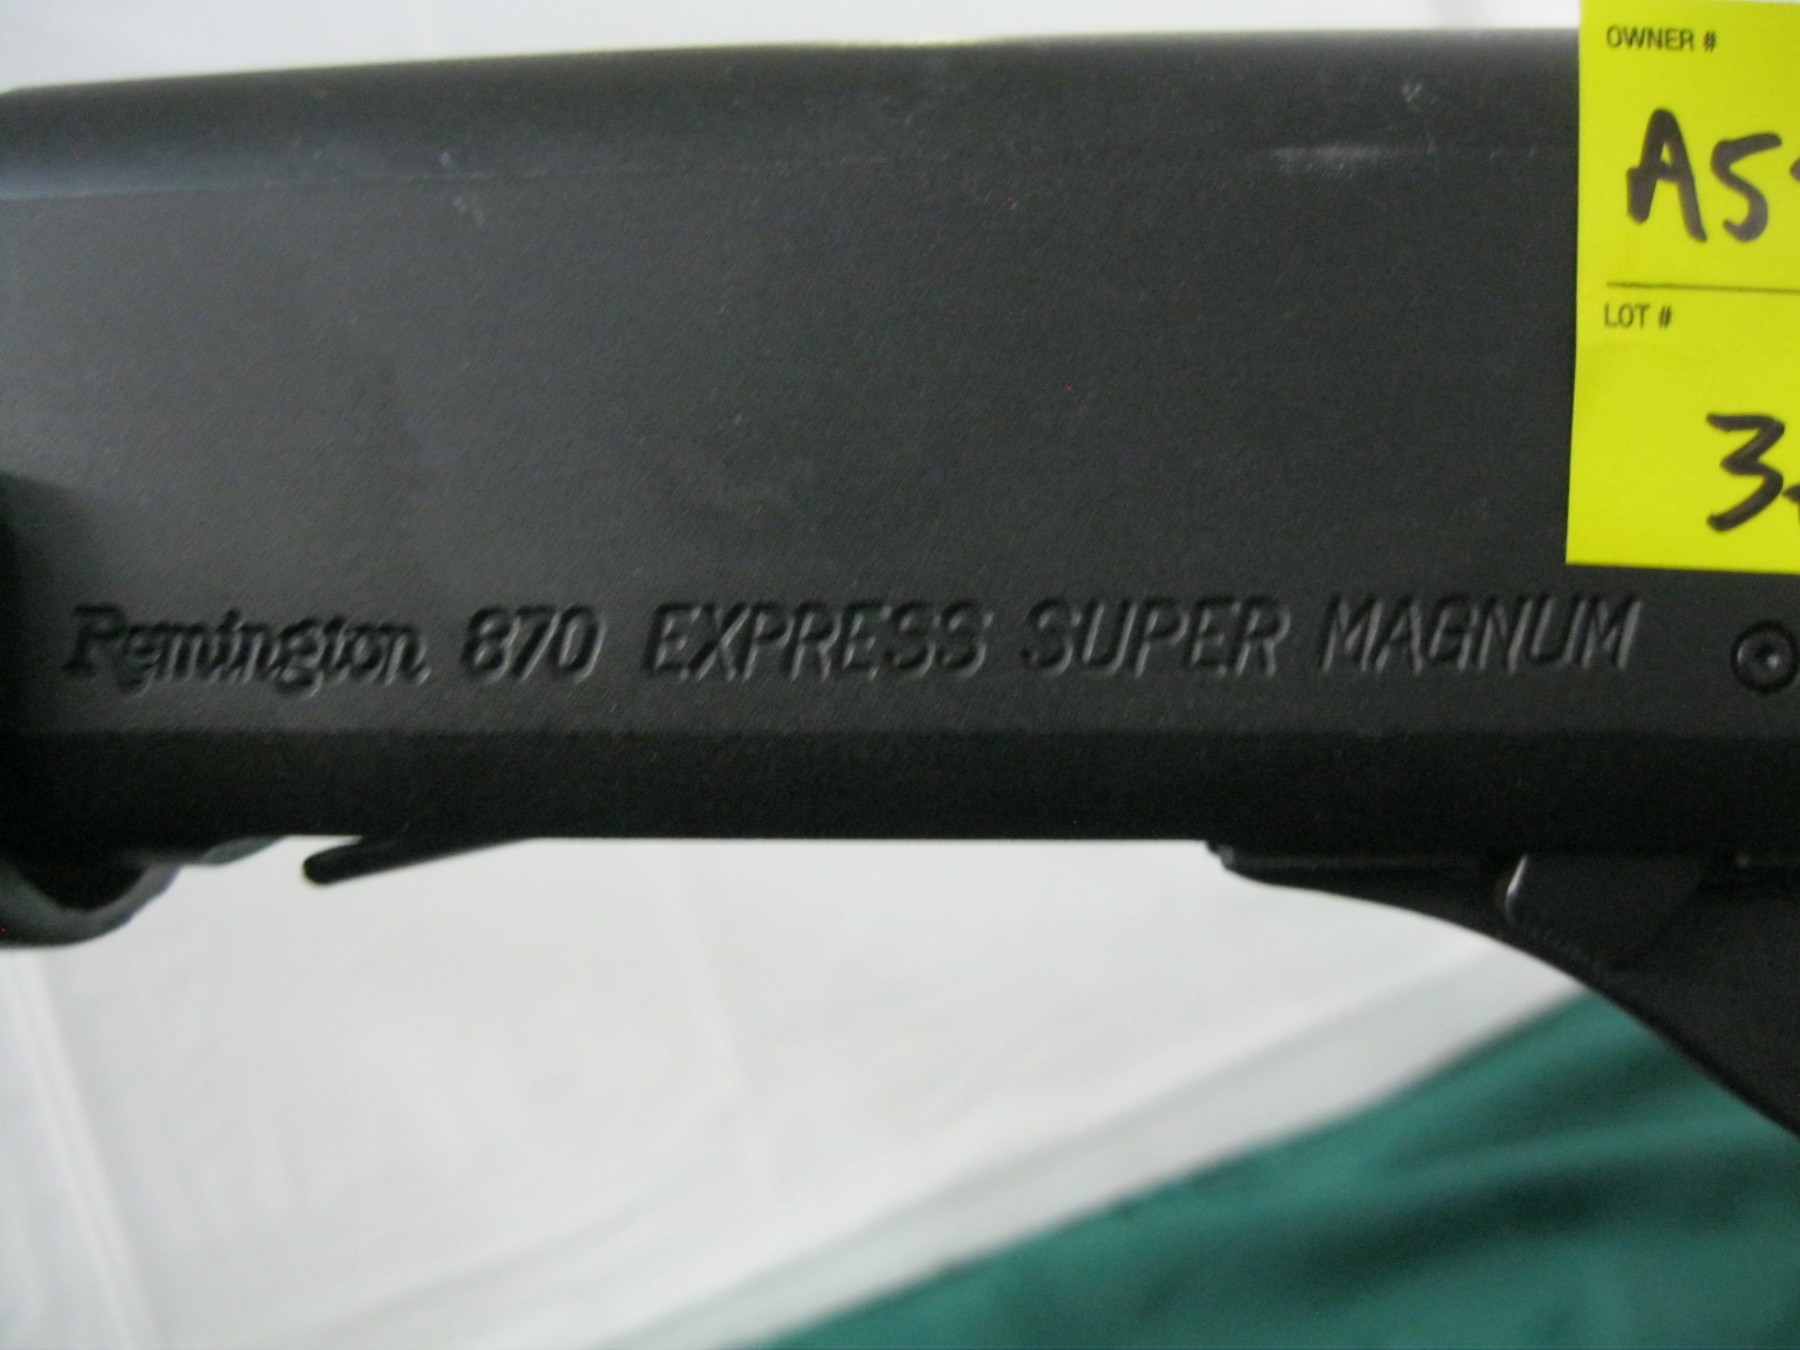 OWNER #
A5
LOT #
3
Remington 870 EXPRESS SUPER MAGNUM